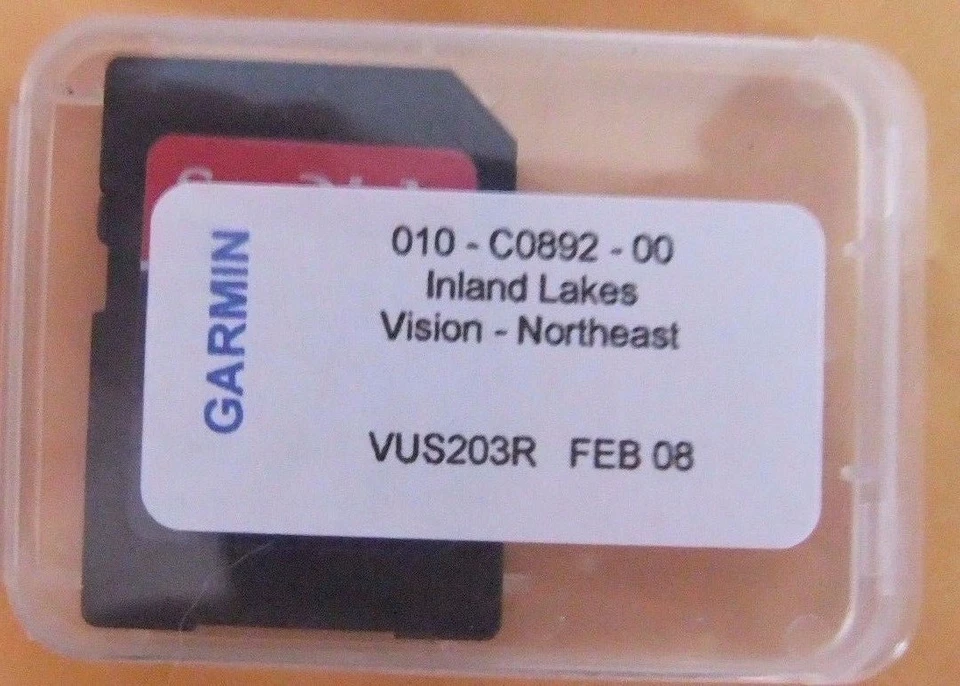 GARMIN
010 - C0892 - 00
Inland Lakes
Vision - Northeast
VUS203R FEB 08